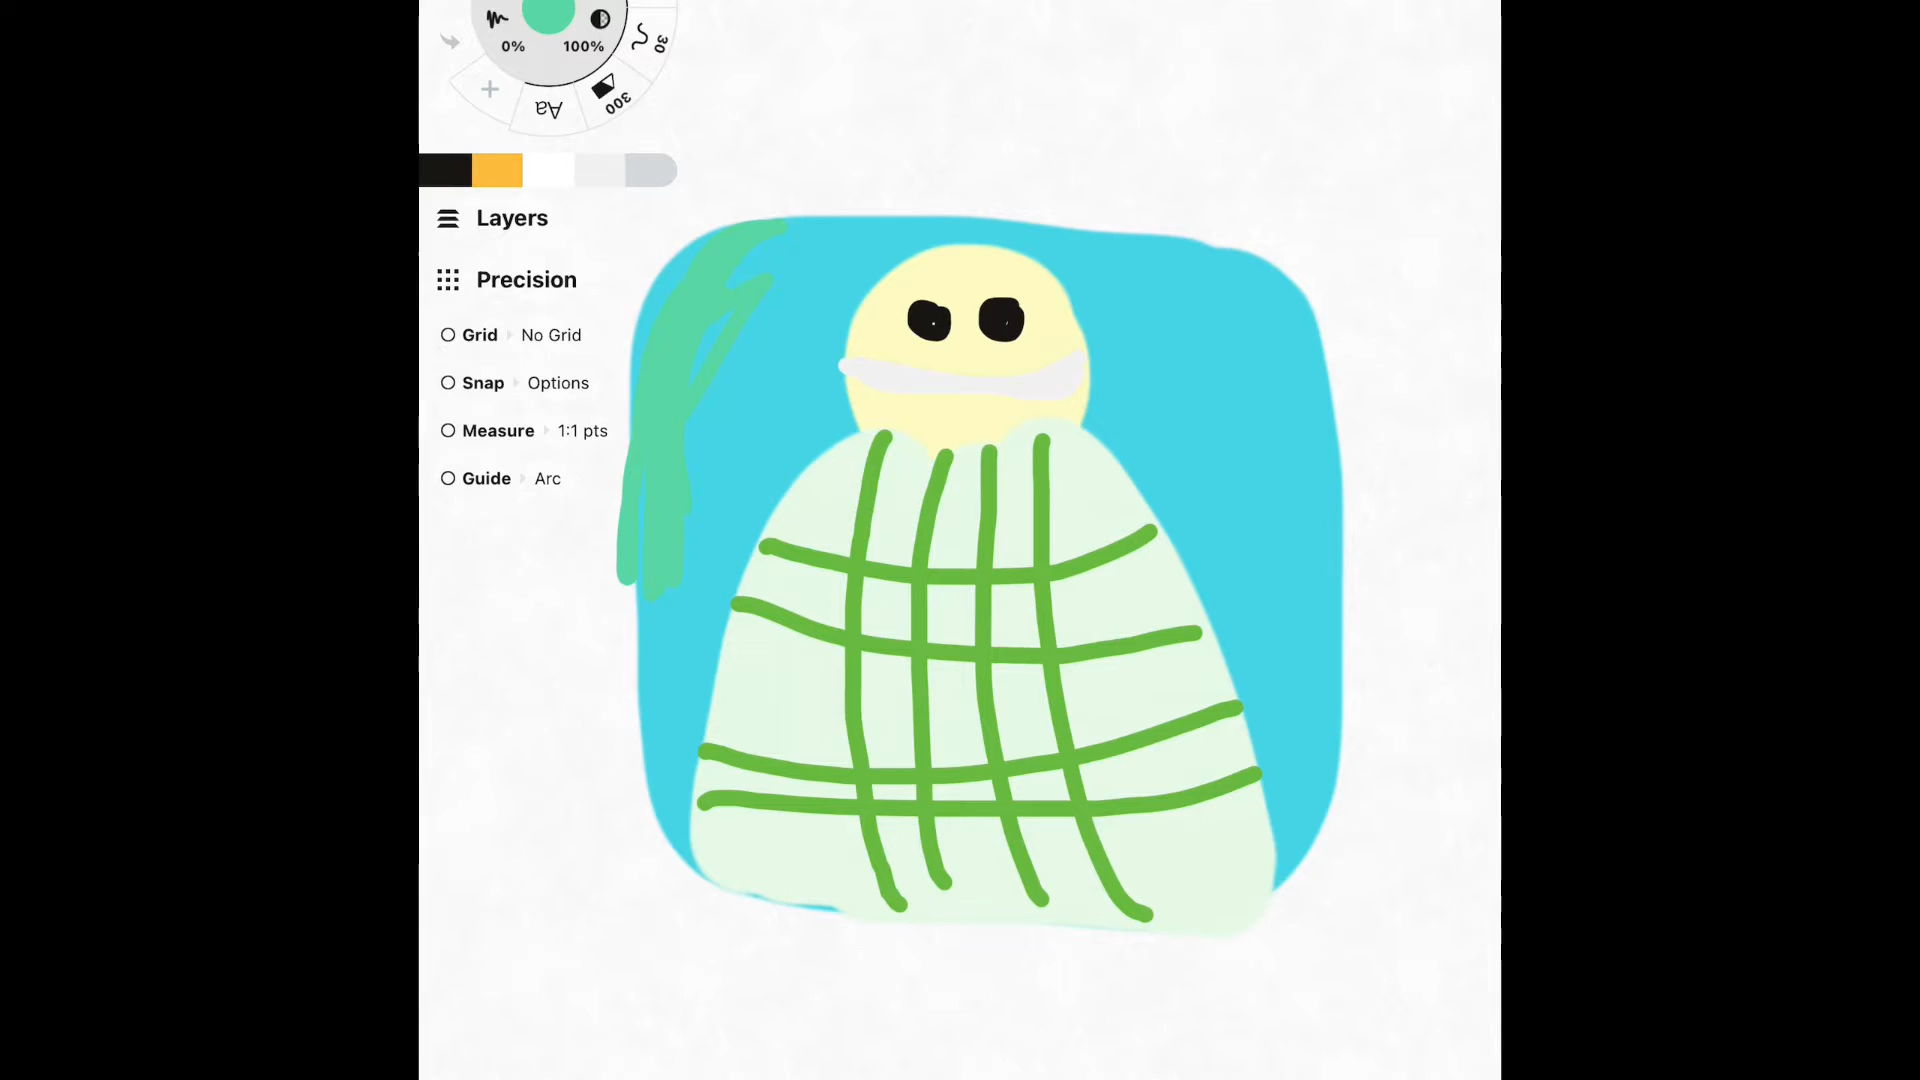 0% 100%
30
300
Aa
Layers
Precision
Grid No Grid
Snap Options
Measure 1:1 pts
Guide Arc